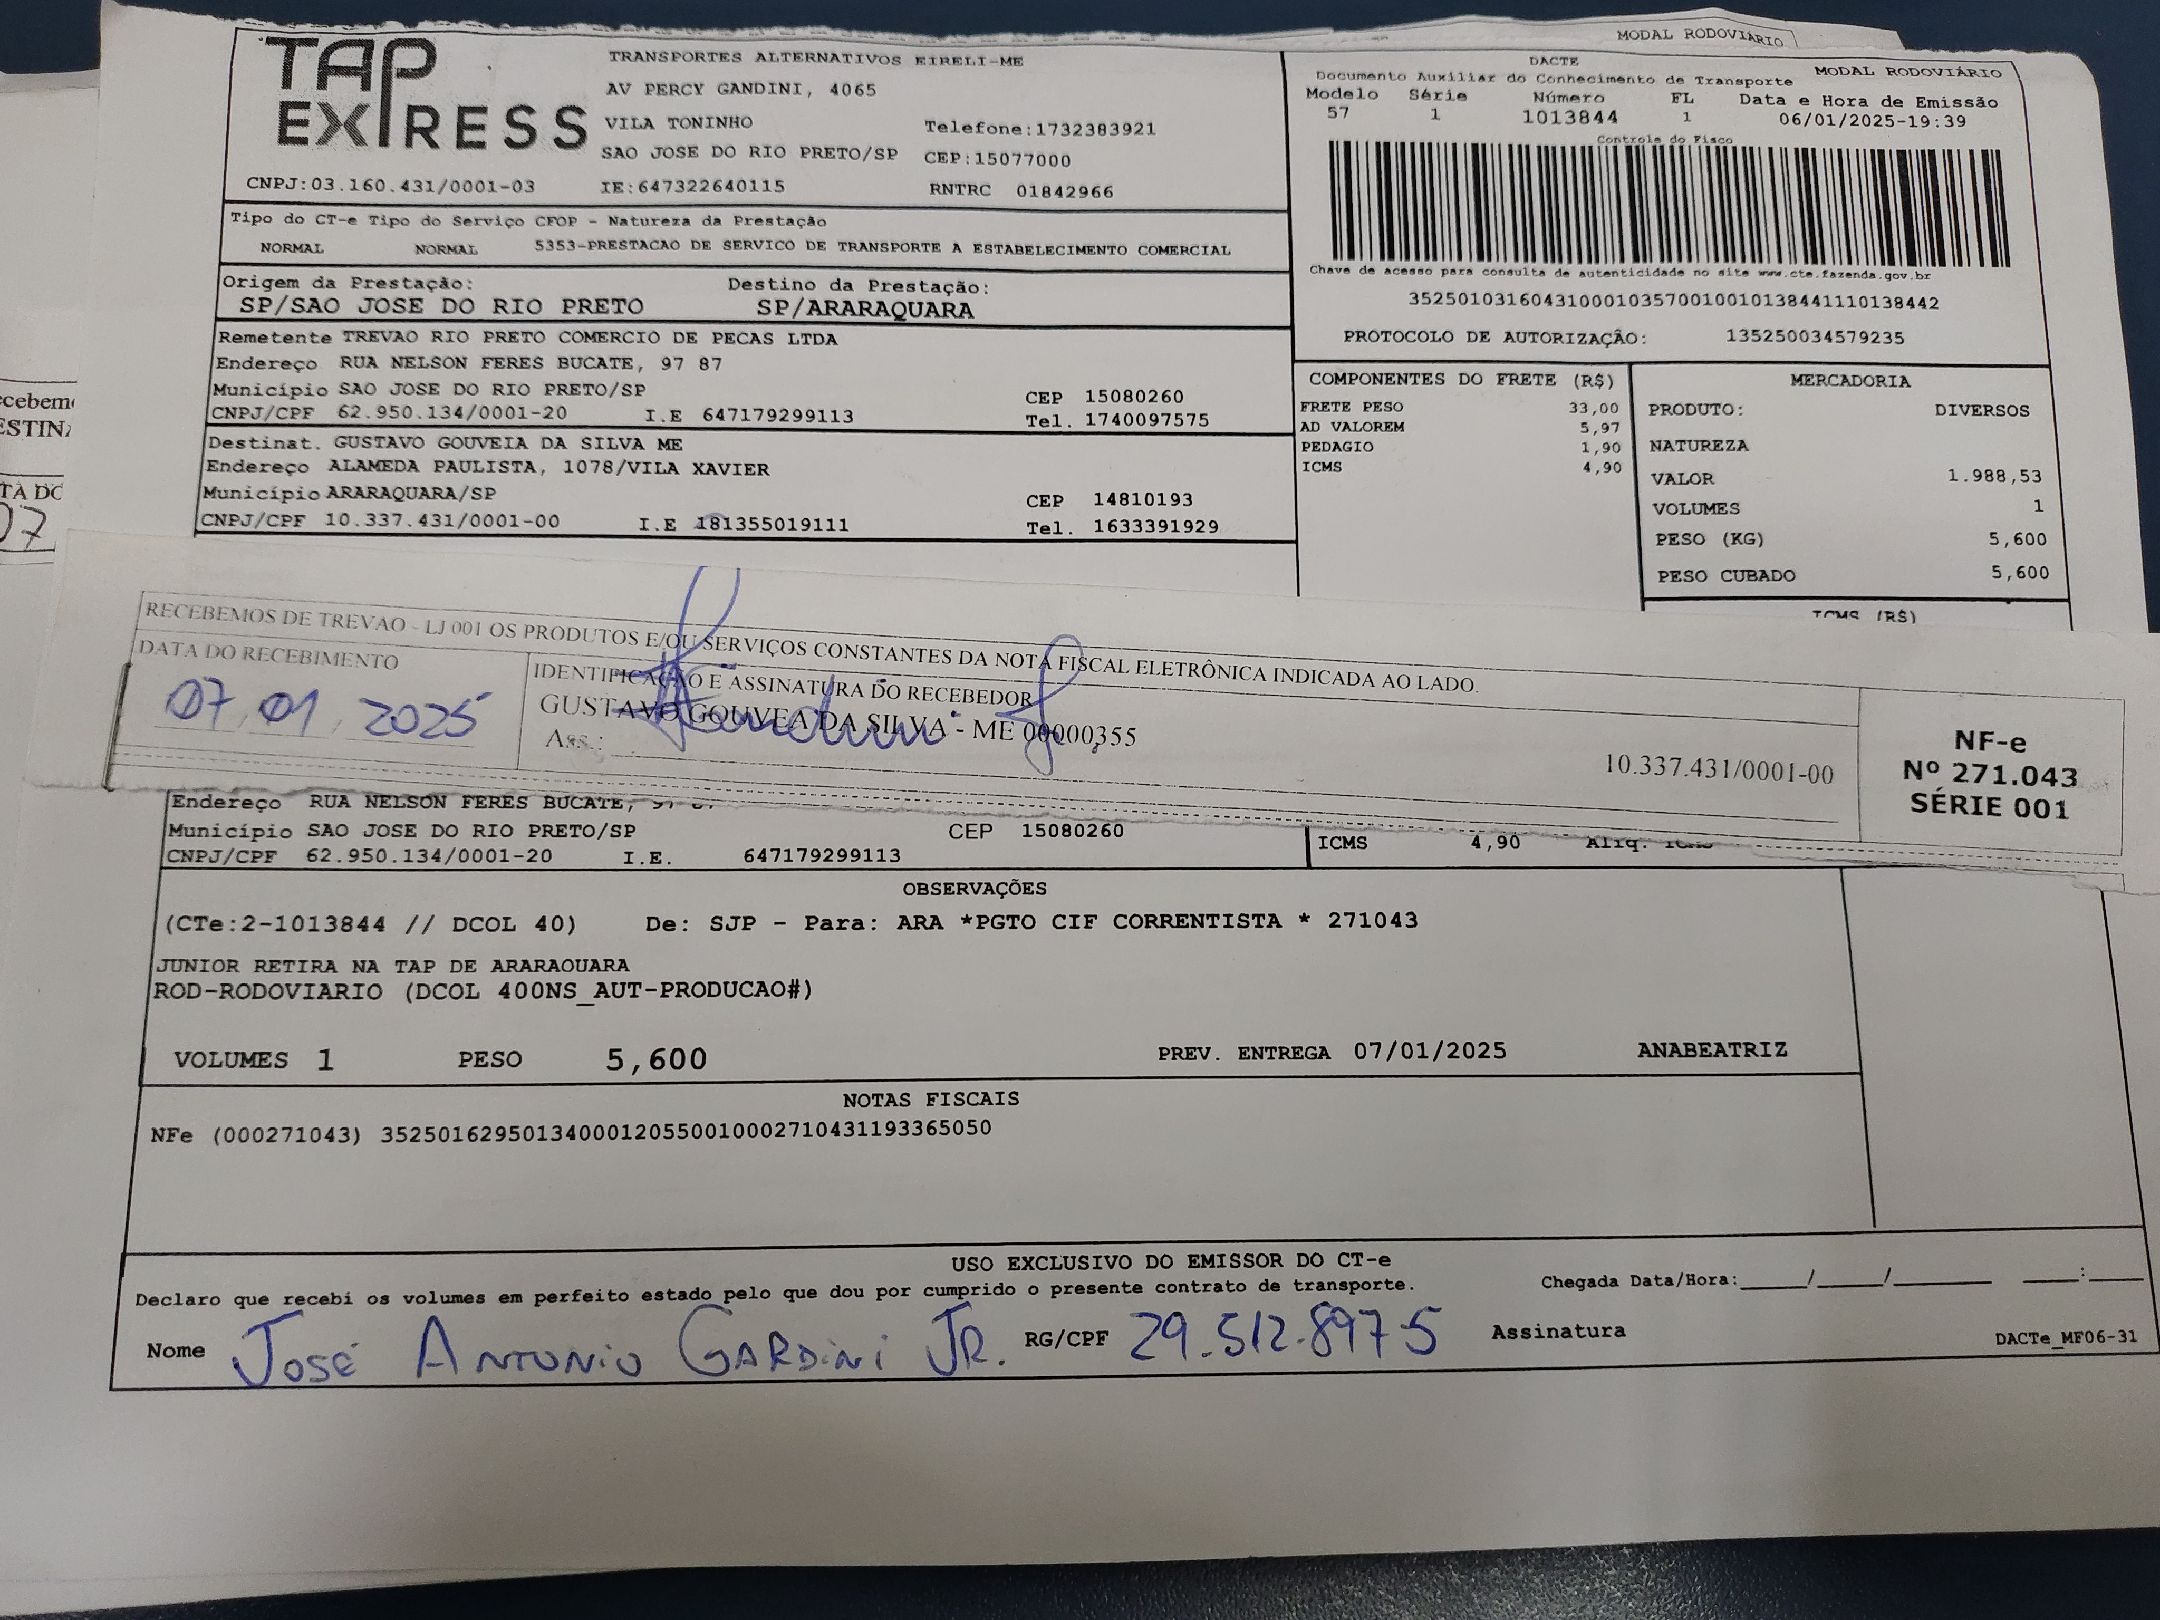 MODAL RODOVIÁRIO
TAP EXPRESS
TRANSPORTES ALTERNATIVOS EIRELI-ME
AV PERCY GANDINI, 4065
VILA TONINHO Telefone:1732383921
SAO JOSE DO RIO PRETO/SP CEP:15077000
CNPJ:03.160.431/0001-03 IE:647322640115 RNTRC 01842966
DACTE
Documento Auxiliar do Conhecimento de Transporte MODAL RODOVIÁRIO
Modelo Série Número FL Data e Hora de Emissão
57 1 1013844 1 06/01/2025-19:39
Controle do Fisco
Chave de acesso para consulta de autenticidade no site www.cte.fazenda.gov.br
35250103160431000103570010010138441110138442
PROTOCOLO DE AUTORIZAÇÃO: 135250034579235
Tipo do CT-e Tipo do Serviço CFOP - Natureza da Prestação
NORMAL NORMAL 5353-PRESTACAO DE SERVICO DE TRANSPORTE A ESTABELECIMENTO COMERCIAL
Origem da Prestação: Destino da Prestação:
SP/SAO JOSE DO RIO PRETO SP/ARARAQUARA
Remetente TREVAO RIO PRETO COMERCIO DE PECAS LTDA
Endereço RUA NELSON FERES BUCATE, 97 87
Município SAO JOSE DO RIO PRETO/SP CEP 15080260
CNPJ/CPF 62.950.134/0001-20 I.E 647179299113 Tel. 1740097575
Destinat. GUSTAVO GOUVEIA DA SILVA ME
Endereço ALAMEDA PAULISTA, 1078/VILA XAVIER
Município ARARAQUARA/SP CEP 14810193
CNPJ/CPF 10.337.431/0001-00 I.E 181355019111 Tel. 1633391929
COMPONENTES DO FRETE (R$)
FRETE PESO 33,00
AD VALOREM 5,97
PEDAGIO 1,90
ICMS 4,90
MERCADORIA
PRODUTO: DIVERSOS
NATUREZA
VALOR 1.988,53
VOLUMES 1
PESO (KG) 5,600
PESO CUBADO 5,600
ICMS (R$)
RECEBEMOS DE TREVAO - LJ 001 OS PRODUTOS E/OU SERVIÇOS CONSTANTES DA NOTA FISCAL ELETRÔNICA INDICADA AO LADO.
DATA DO RECEBIMENTO
07 01 2025
IDENTIFICAÇÃO E ASSINATURA DO RECEBEDOR
GUSTAVO GOUVEA DA SILVA - ME 00000355
Ass.:
10.337.431/0001-00
NF-e
Nº 271.043
SÉRIE 001
Endereço RUA NELSON FERES BUCATE, 97 87
Município SAO JOSE DO RIO PRETO/SP CEP 15080260
CNPJ/CPF 62.950.134/0001-20 I.E. 647179299113
ICMS 4,90 Aliq. ICMS
OBSERVAÇÕES
(CTe:2-1013844 // DCOL 40) De: SJP - Para: ARA *PGTO CIF CORRENTISTA * 271043
JUNIOR RETIRA NA TAP DE ARARAQUARA
ROD-RODOVIARIO (DCOL 400NS_AUT-PRODUCAO#)
VOLUMES 1 PESO 5,600 PREV. ENTREGA 07/01/2025 ANABEATRIZ
NOTAS FISCAIS
NFe (000271043) 35250162950134000120550010002710431193365050
USO EXCLUSIVO DO EMISSOR DO CT-e
Declaro que recebi os volumes em perfeito estado pelo que dou por cumprido o presente contrato de transporte. Chegada Data/Hora:____/____/________ ____:____
Nome JOSÉ ANTONIO GARDINI JR. RG/CPF 29.512.897-5 Assinatura DACTe_MF06-31